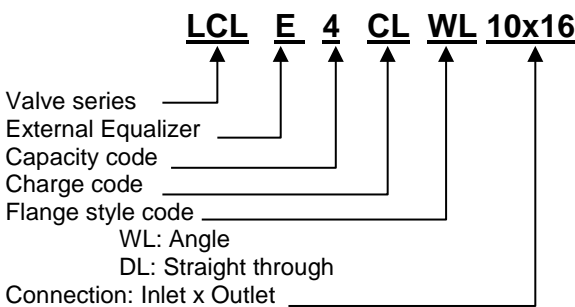 LCL E 4 CL WL 10x16
Valve series
External Equalizer
Capacity code
Charge code
Flange style code
WL: Angle
DL: Straight through
Connection: Inlet x Outlet